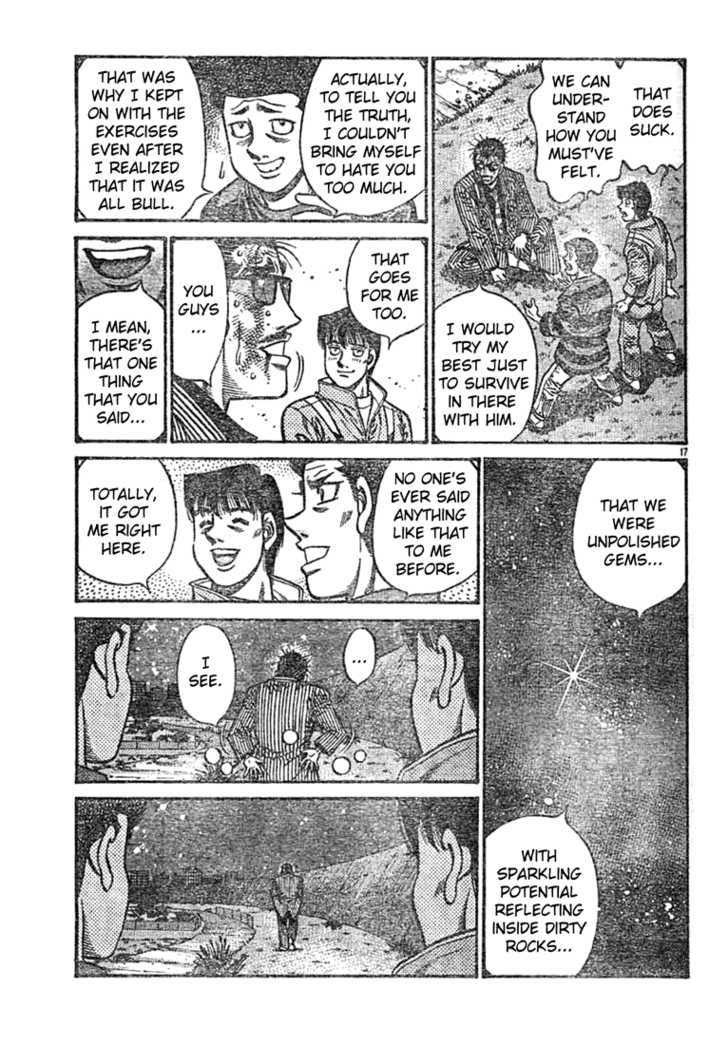 THAT
DOES
SUCK.
WE CAN
UNDER-
STAND
HOW YOU
MUST'VE
FELT.
I WOULD
TRY MY
BEST JUST
TO SURVIVE
IN THERE
WITH HIM.
ACTUALLY,
TO TELL YOU
THE TRUTH,
I COULDN'T
BRING MYSELF
TO HATE YOU
TOO MUCH.
THAT WAS
WHY I KEPT
ON WITH THE
EXERCISES
EVEN AFTER
I REALIZED
THAT IT WAS
ALL BULL.
THAT
GOES
FOR ME
TOO.
YOU
GUYS
...
I MEAN,
THERE'S
THAT ONE
THING
THAT YOU
SAID...
17
THAT WE
WERE
UNPOLISHED
GEMS...
WITH
SPARKLING
POTENTIAL
REFLECTING
INSIDE DIRTY
ROCKS...
NO ONE'S
EVER SAID
ANYTHING
LIKE THAT
TO ME
BEFORE.
TOTALLY,
IT GOT
ME RIGHT
HERE.
...
I
SEE.